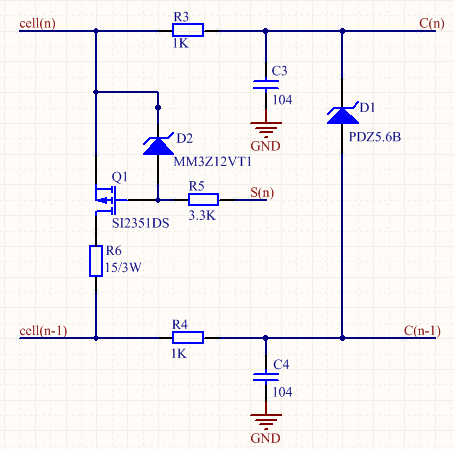 cell(n)
R3
C(n)
1K
C3
104
GND
D1
PDZ5.6B
D2
MM3Z12VT1
Q1
R5
S(n)
SI2351DS
3.3K
R6
15/3W
cell(n-1)
R4
C(n-1)
1K
C4
104
GND